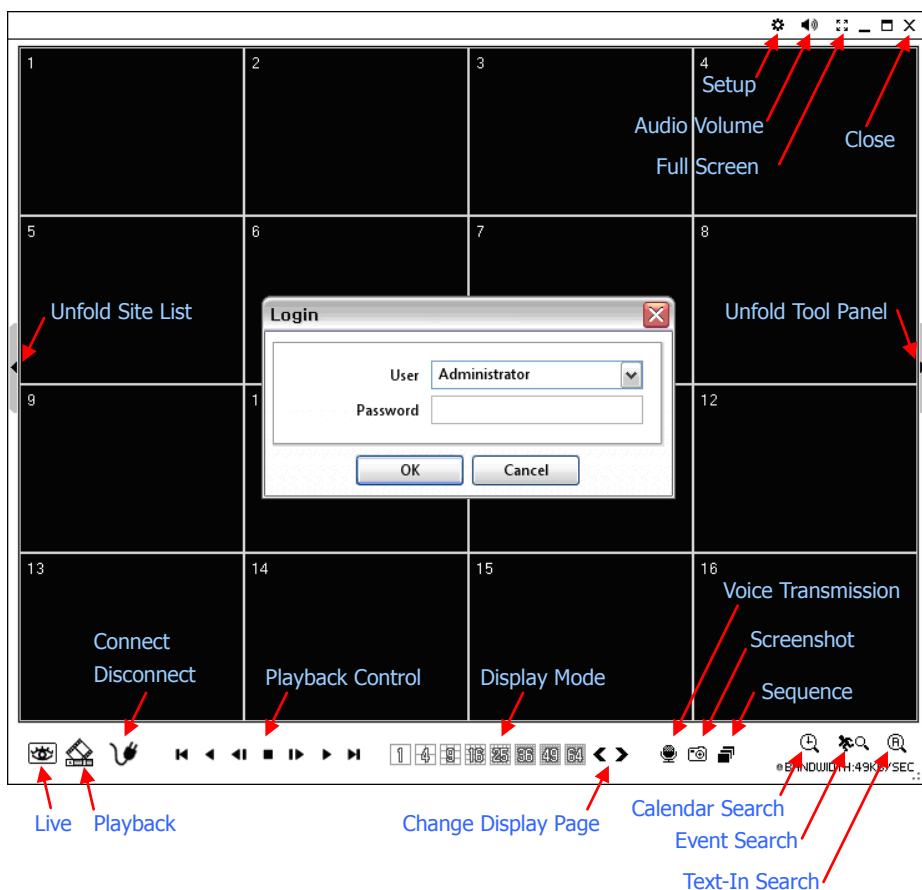 1
2
3
4
Setup
Audio Volume
Close
Full Screen
5
6
7
8
Unfold Site List
Unfold Tool Panel
Login
User
Administrator
Password
OK
Cancel
9
1
12
13
14
15
16
Voice Transmission
Connect
Disconnect
Screenshot
Playback Control
Display Mode
Sequence
1 4 9 16 25 36 49 64
BANDWIDTH:49KB/SEC
Live
Playback
Change Display Page
Calendar Search
Event Search
Text-In Search